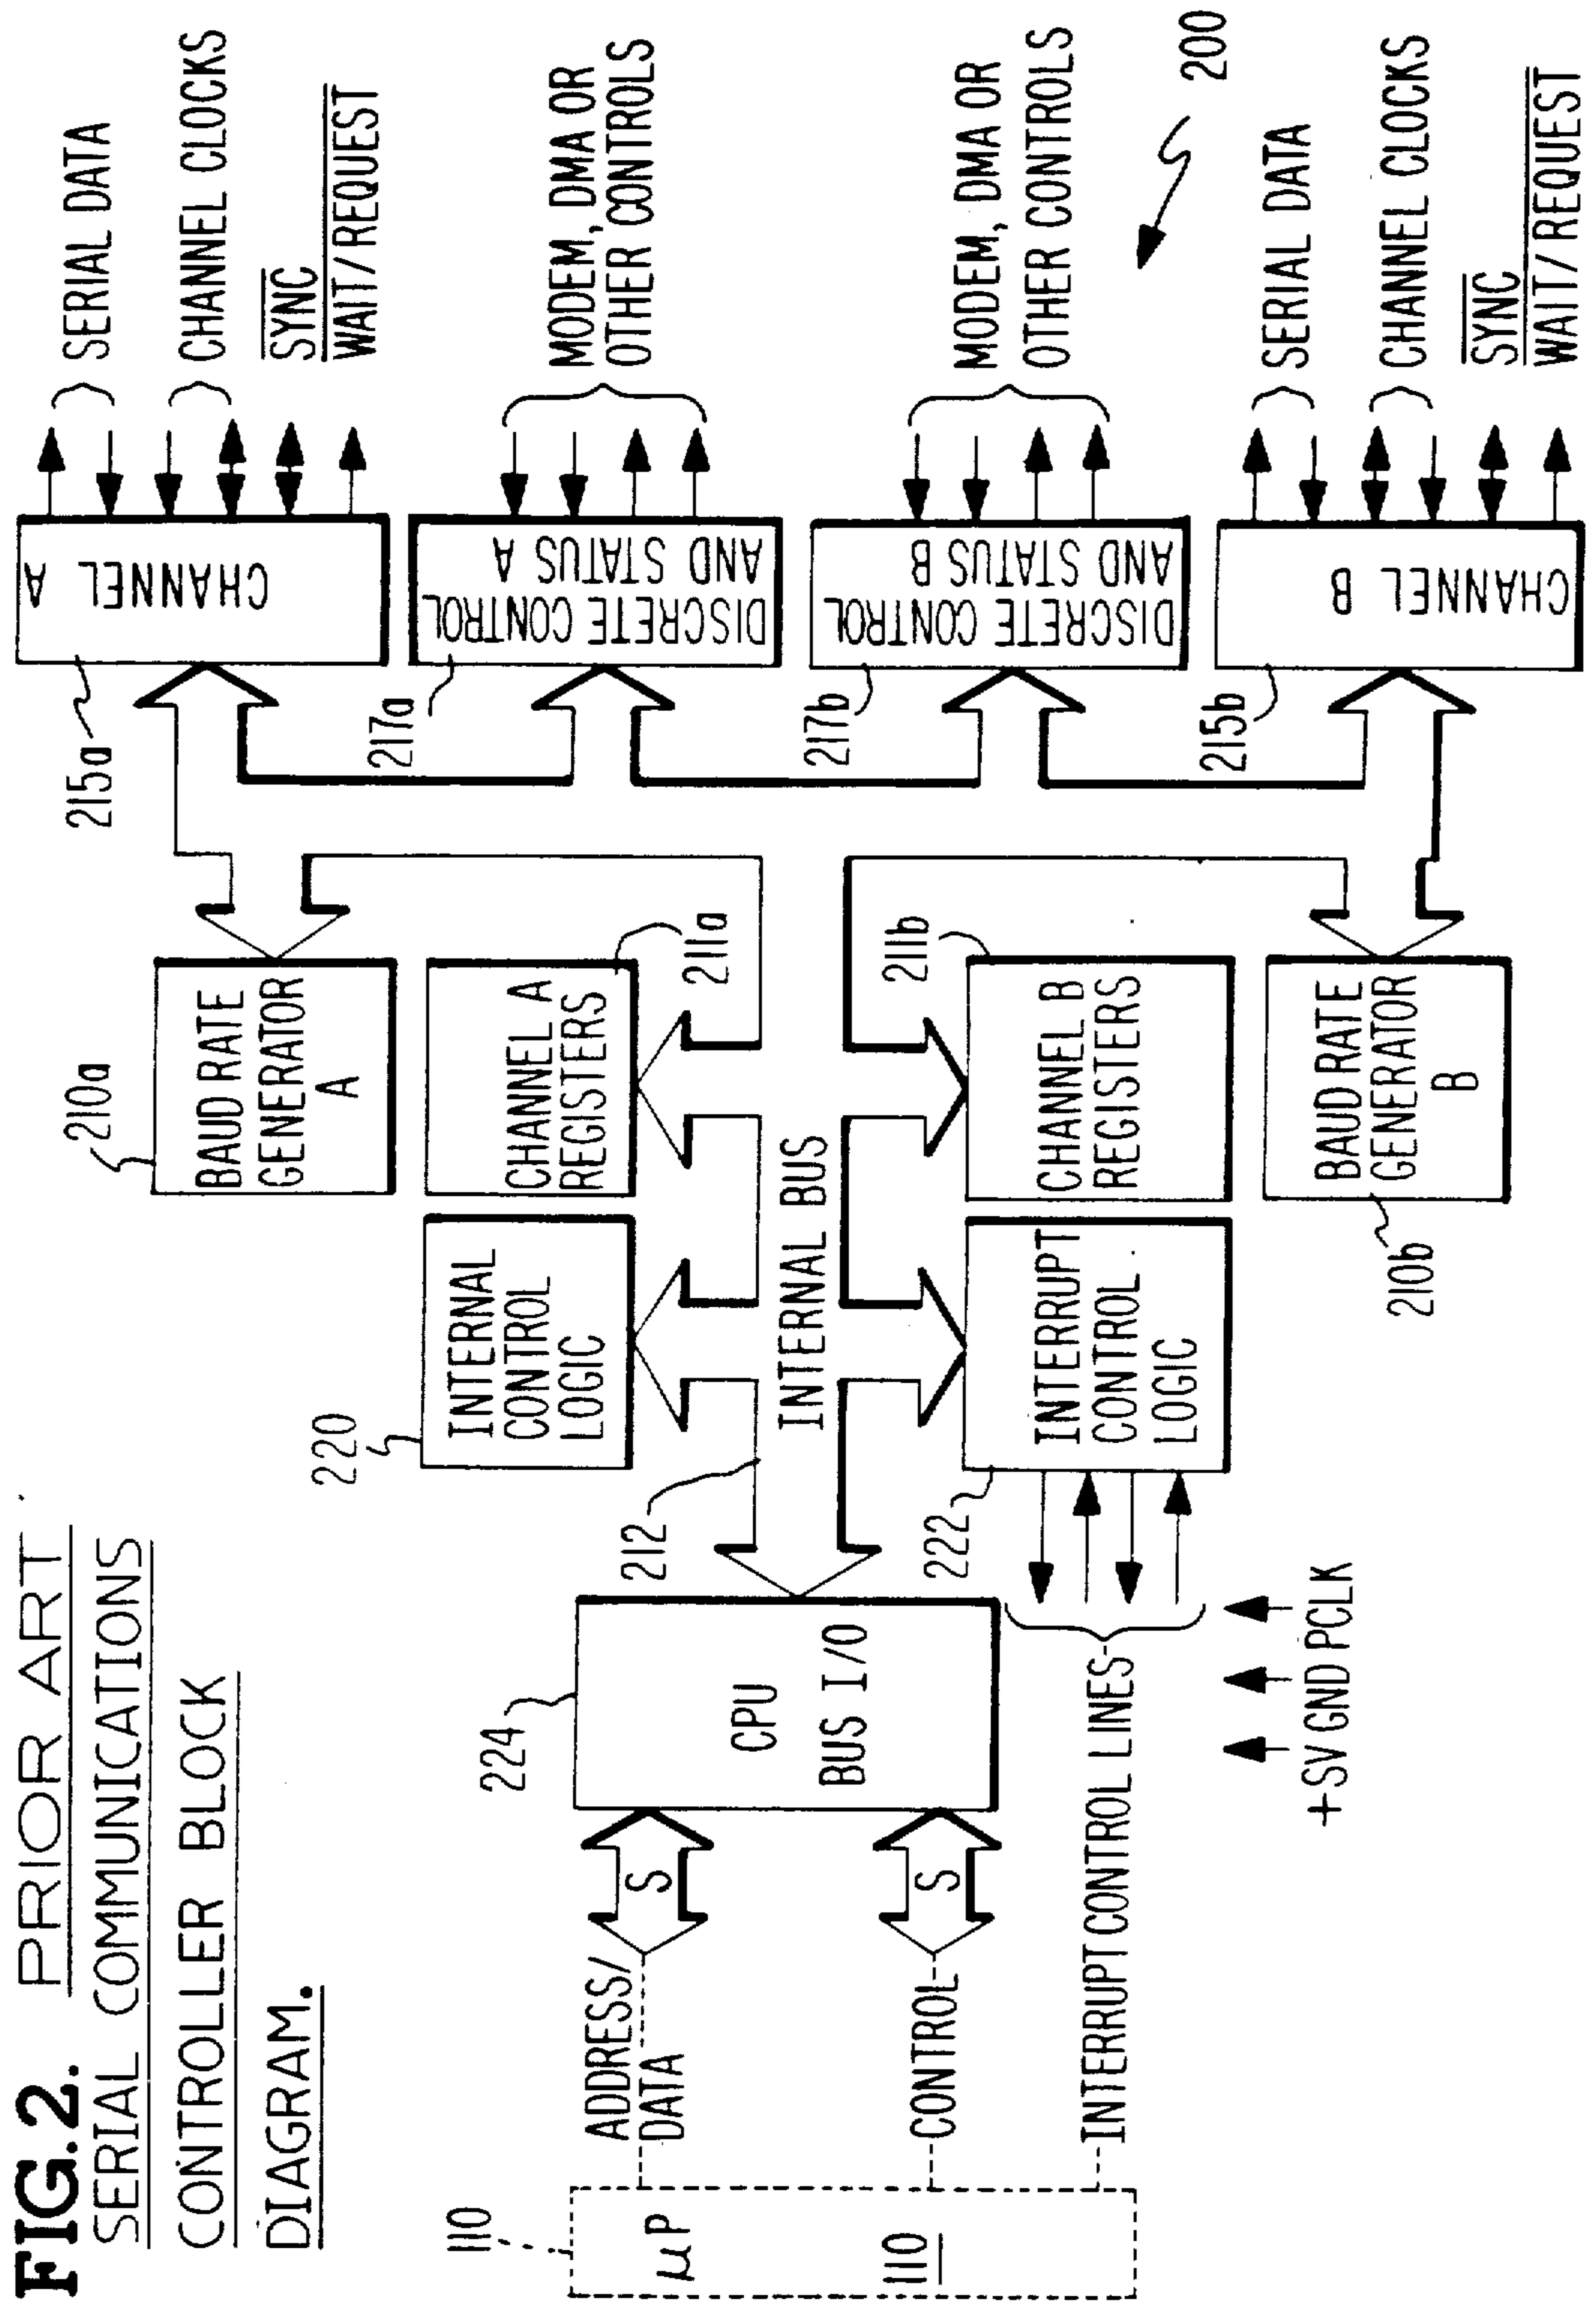 FIG.2. PRIOR ART
SERIAL COMMUNICATIONS
CONTROLLER BLOCK
DIAGRAM.
110
µP
110
ADDRESS/
DATA
CONTROL
INTERRUPT CONTROL LINES
S
S
224
CPU
BUS I/O
+SV GND PCLK
212
INTERNAL BUS
220
INTERNAL
CONTROL
LOGIC
222
INTERRUPT
CONTROL
LOGIC
210a
BAUD RATE
GENERATOR
A
CHANNEL A
REGISTERS
211a
211b
CHANNEL B
REGISTERS
BAUD RATE
GENERATOR
B
210b
215a
CHANNEL A
217a
DISCRETE CONTROL
AND STATUS A
217b
DISCRETE CONTROL
AND STATUS B
215b
CHANNEL B
SERIAL DATA
CHANNEL CLOCKS
SYNC
WAIT/REQUEST
MODEM, DMA OR
OTHER CONTROLS
MODEM, DMA OR
OTHER CONTROLS
200
SERIAL DATA
CHANNEL CLOCKS
SYNC
WAIT/REQUEST